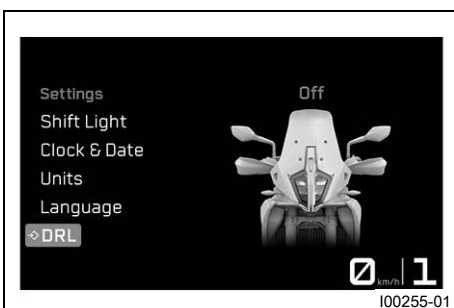 Settings
Off
Shift Light
Clock & Date
Units
Language
DRL
0 km/h 1
I00255-01